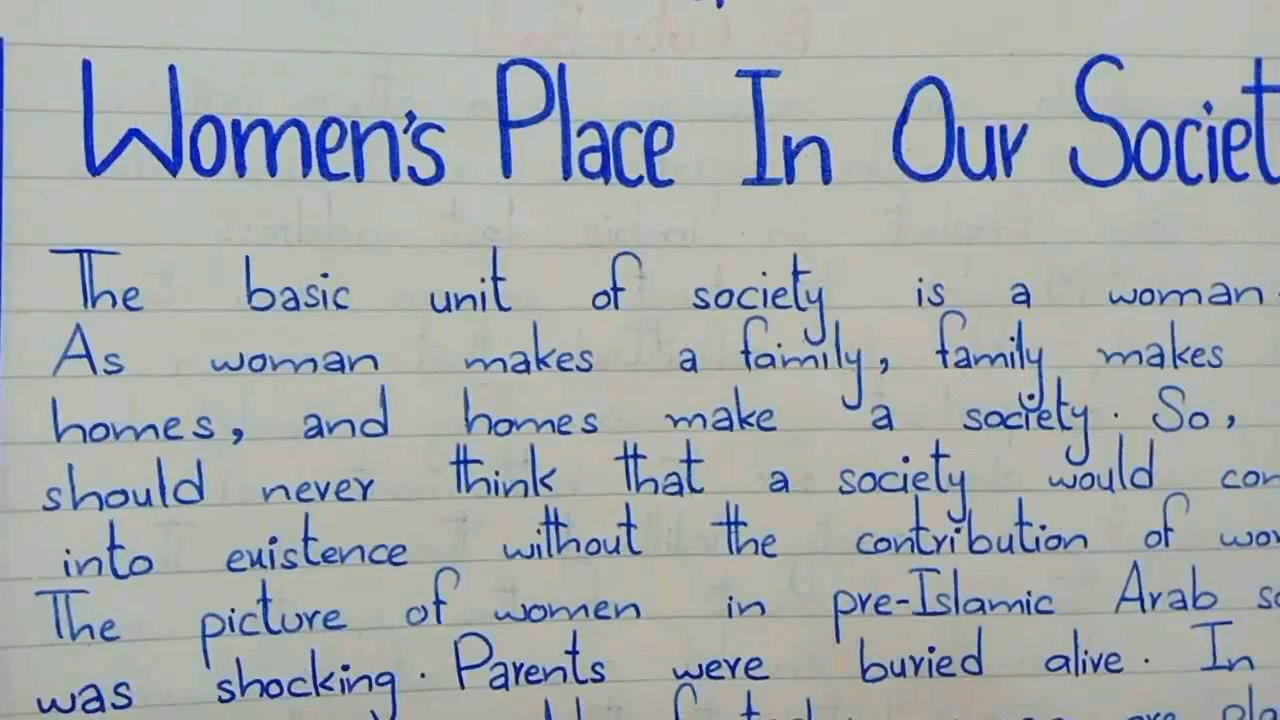 Women's Place In Our Societ
The basic unit of society is a woman.
As woman makes a family, family makes
homes, and homes make a society. So,
should never think that a society would con
into existence without the contribution of wo
The picture of women in pre-Islamic Arab so
was shocking. Parents were buried alive. In